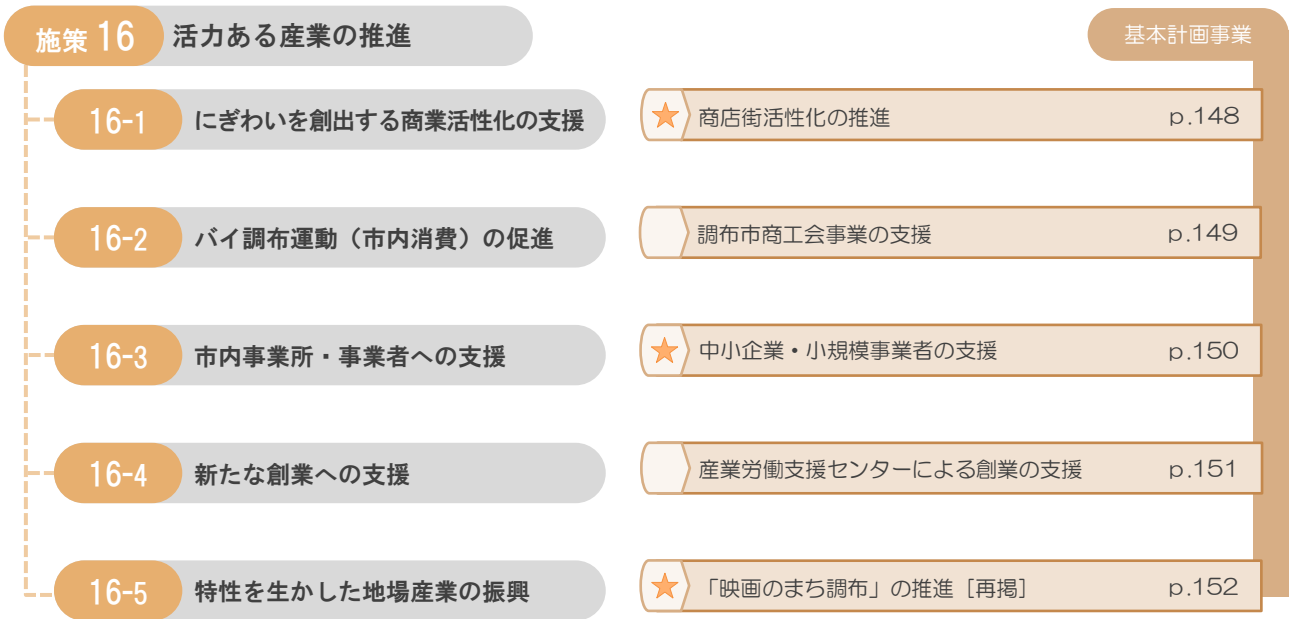 施策 16 活力ある産業の推進
基本計画事業
16-1 にぎわいを創出する商業活性化の支援
商店街活性化の推進 p.148
16-2 バイ調布運動（市内消費）の促進
調布市商工会事業の支援 p.149
16-3 市内事業所・事業者への支援
中小企業・小規模事業者の支援 p.150
16-4 新たな創業への支援
産業労働支援センターによる創業の支援 p.151
16-5 特性を生かした地場産業の振興
「映画のまち調布」の推進［再掲］ p.152